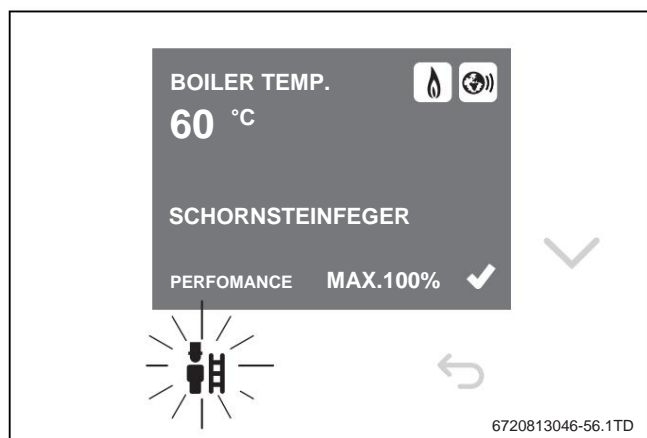 BOILER TEMP.
60 °C
SCHORNSTEINFEGER
PERFOMANCE MAX.100%
6720813046-56.1TD